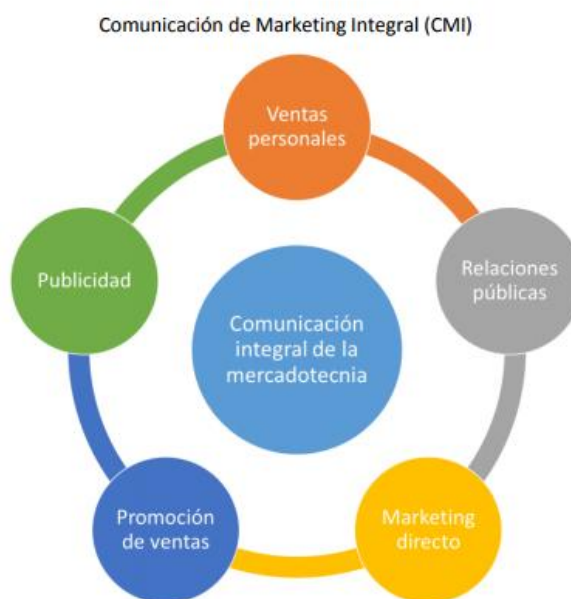 Comunicación de Marketing Integral (CMI)
Ventas
personales
Relaciones
públicas
Marketing
directo
Promoción
de ventas
Publicidad
Comunicación
integral de la
mercadotecnia